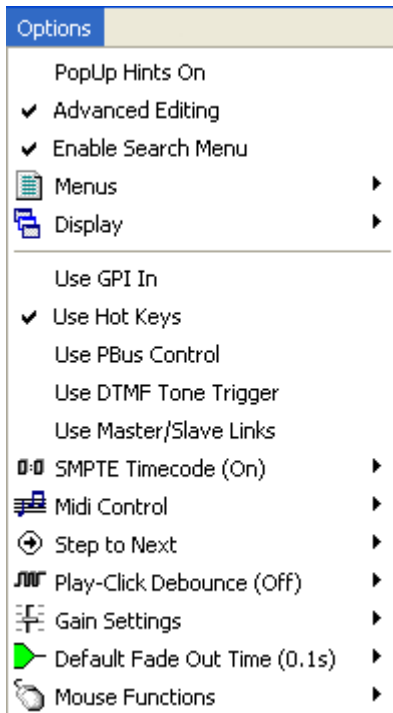 Options
PopUp Hints On
Advanced Editing
Enable Search Menu
Menus
Display
Use GPI In
Use Hot Keys
Use PBus Control
Use DTMF Tone Trigger
Use Master/Slave Links
0:0 SMPTE Timecode (On)
Midi Control
Step to Next
Play-Click Debounce (Off)
Gain Settings
Default Fade Out Time (0.1s)
Mouse Functions